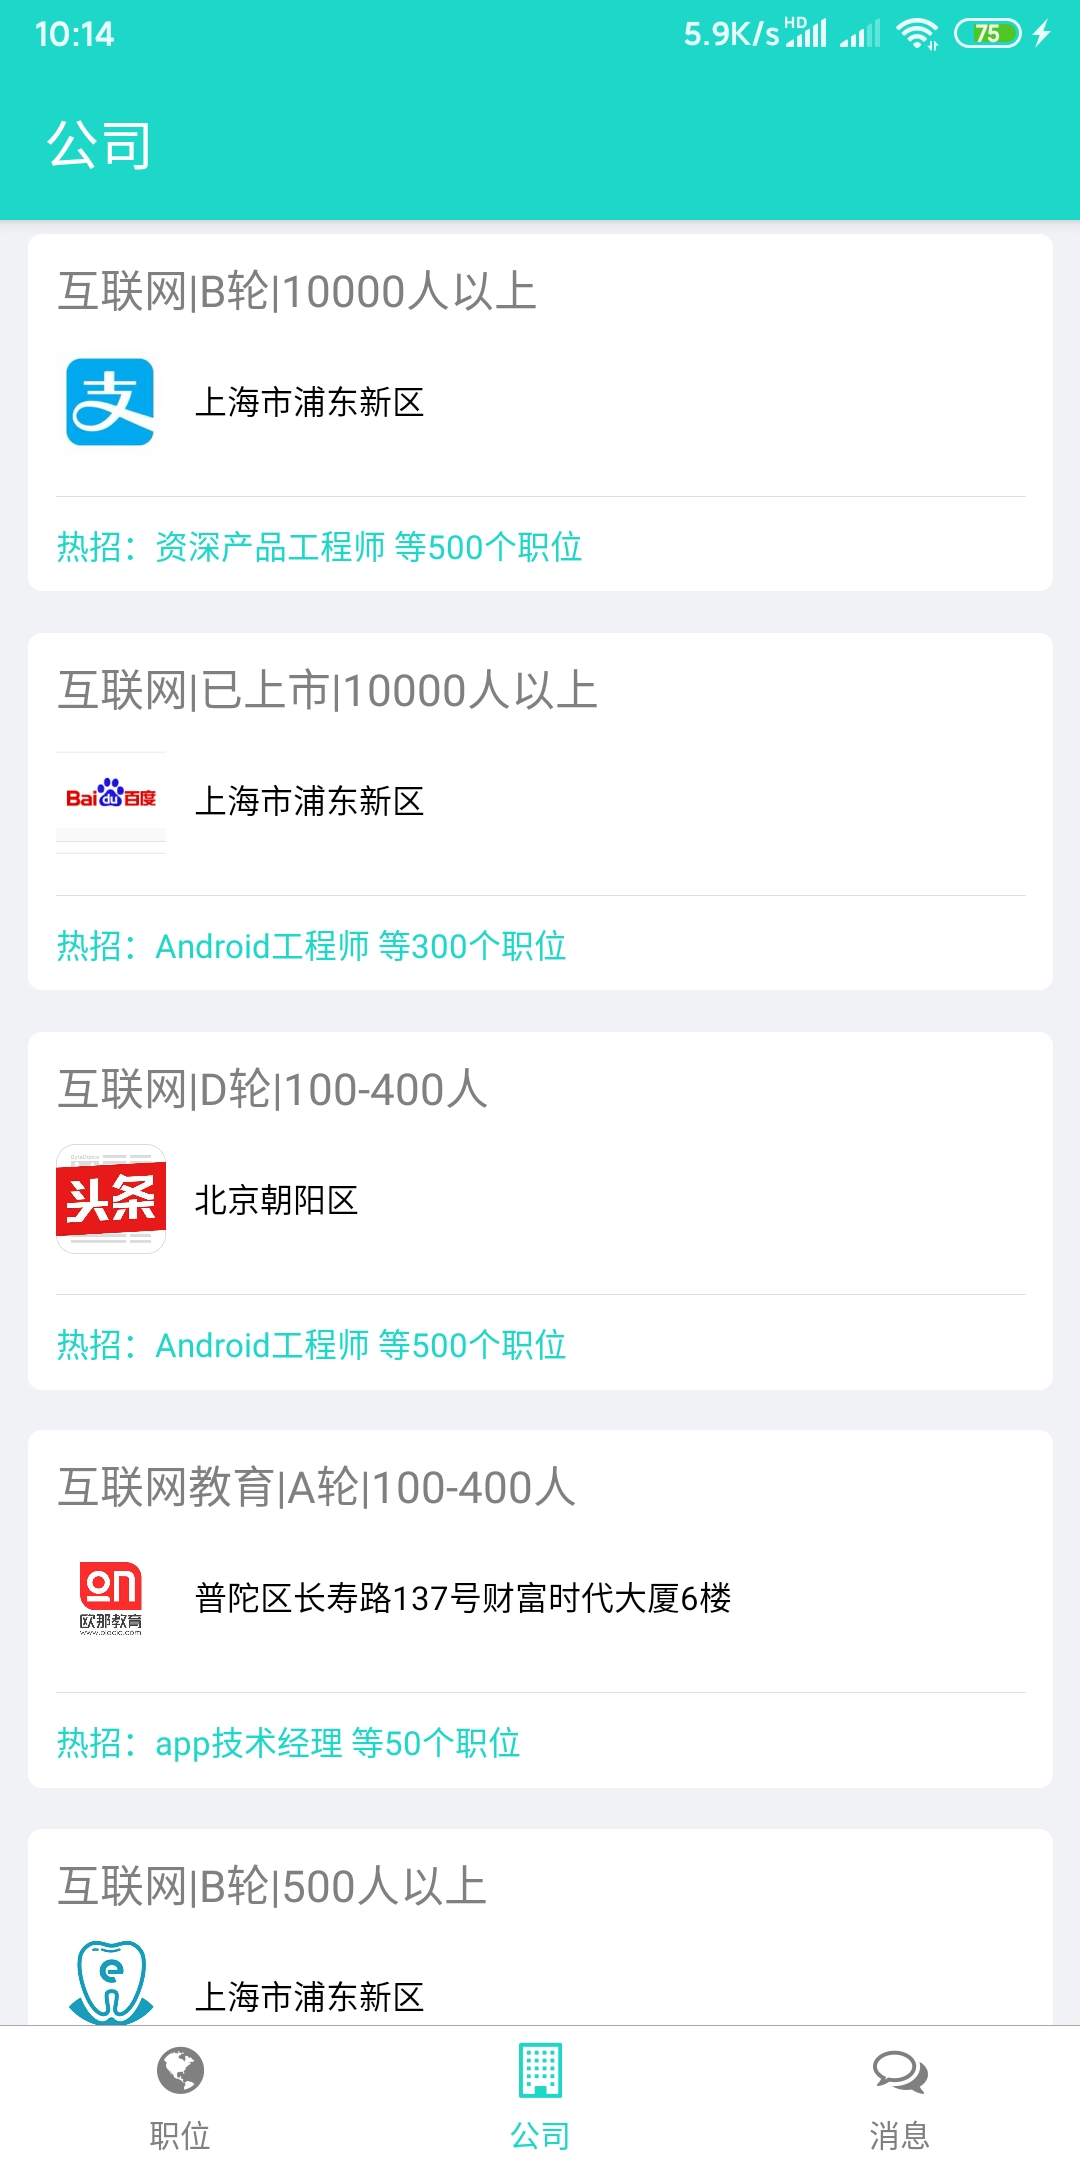 10:14
5.9K/s HD 75
公司
互联网|B轮|10000人以上
支
上海市浦东新区
热招：资深产品工程师 等500个职位
互联网|已上市|10000人以上
Bai du 百度
上海市浦东新区
热招：Android工程师 等300个职位
互联网|D轮|100-400人
头条
北京朝阳区
热招：Android工程师 等500个职位
互联网教育|A轮|100-400人
on
欧那教育
普陀区长寿路137号财富时代大厦6楼
热招：app技术经理 等50个职位
互联网|B轮|500人以上
e
上海市浦东新区
职位
公司
消息